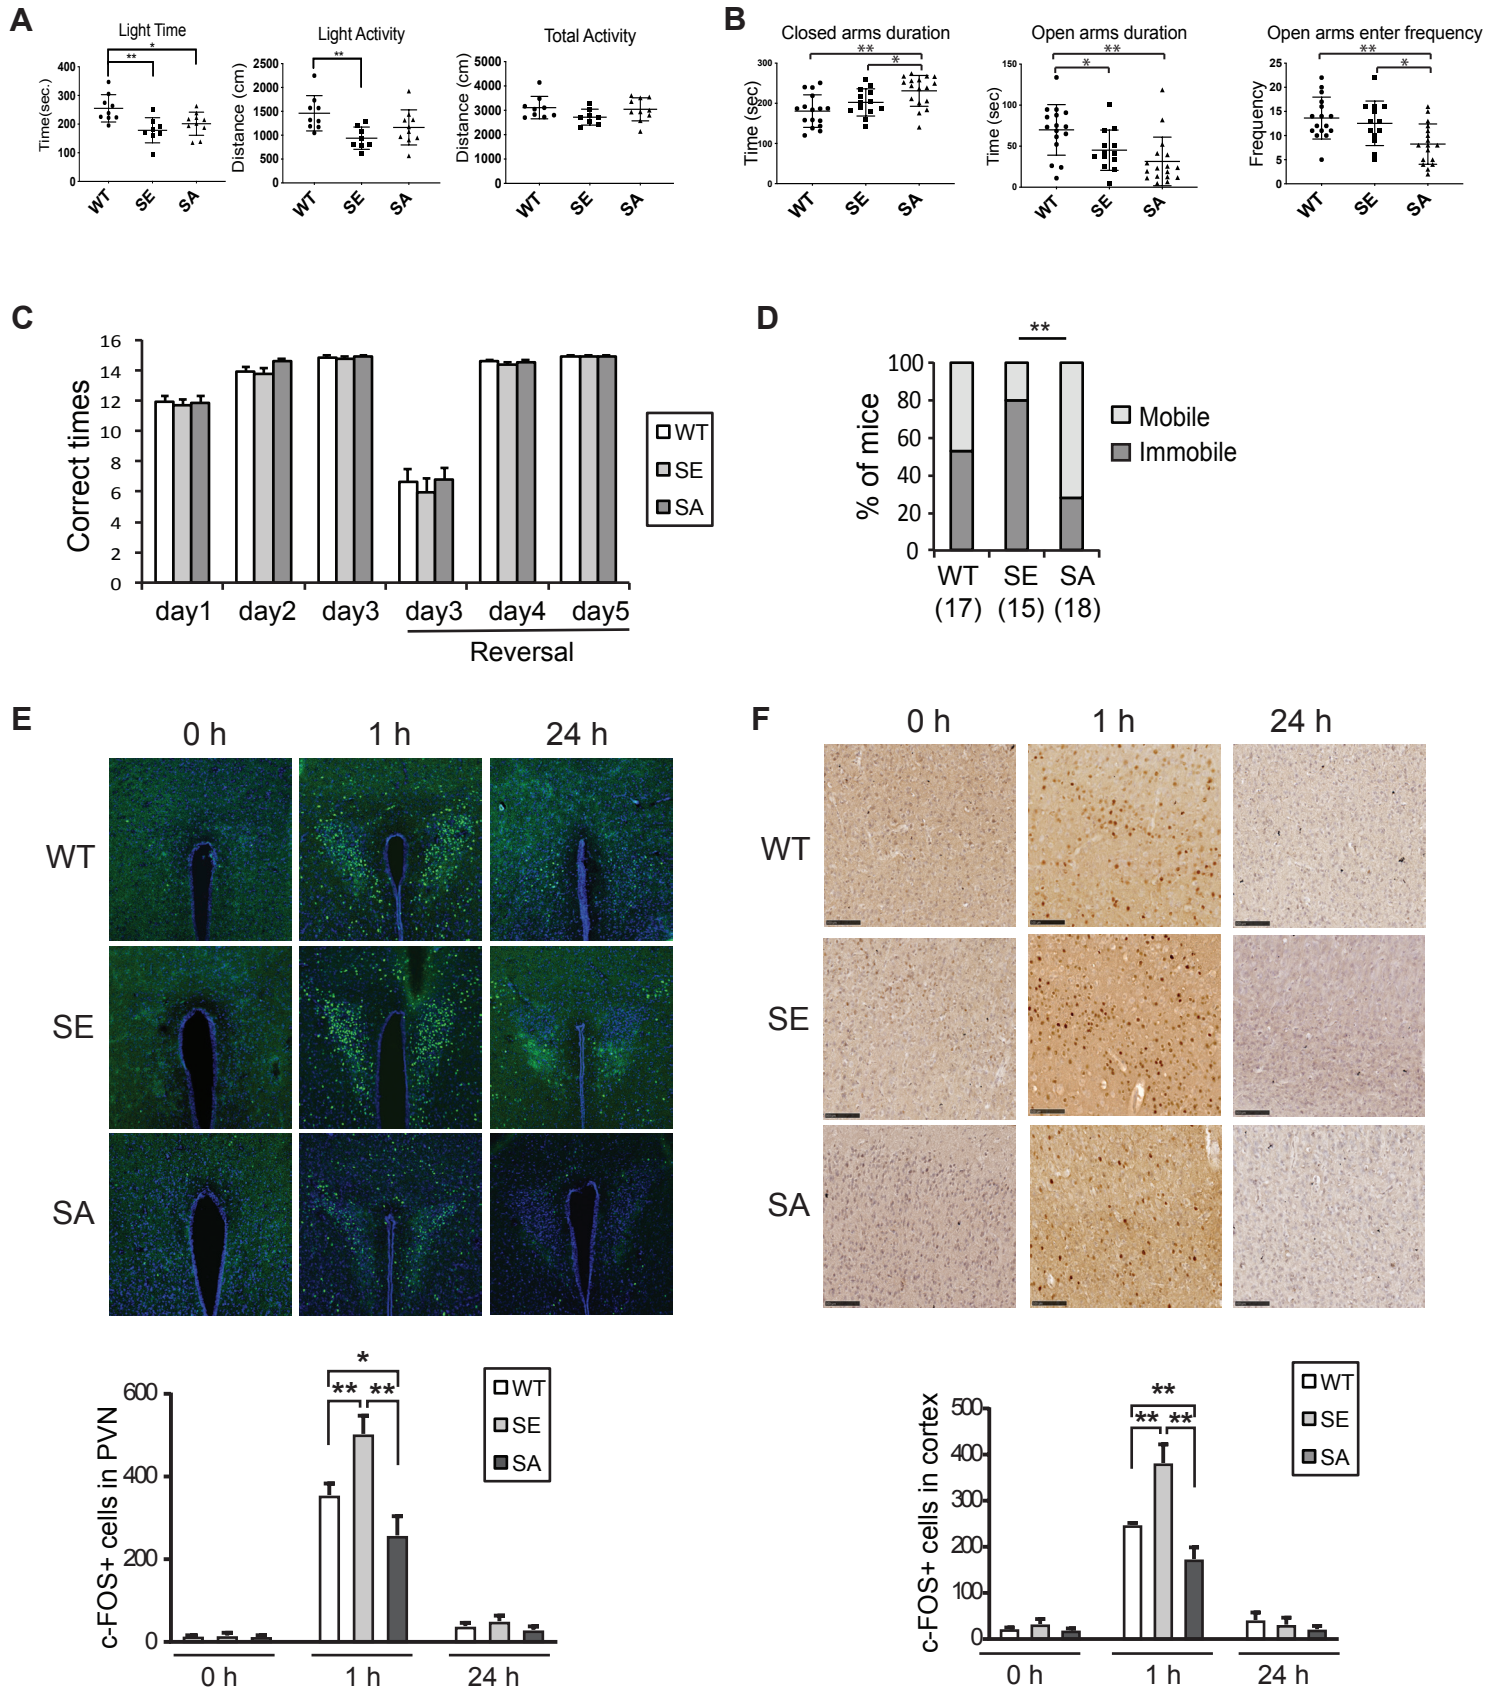 A
Light Time
*
**
Time(sec.)
400
300
200
100
0
WT
SE
SA
Light Activity
**
Distance (cm)
2500
2000
1500
1000
500
0
WT
SE
SA
Total Activity
Distance (cm)
5000
4000
3000
2000
1000
0
WT
SE
SA
B
Closed arms duration
**
*
Time (sec)
300
200
100
0
WT
SE
SA
Open arms duration
**
*
Time (sec)
150
100
50
0
WT
SE
SA
Open arms enter frequency
**
*
Frequency
25
20
15
10
5
0
WT
SE
SA
C
Correct times
16
14
12
10
8
6
4
2
0
day1 day2 day3 day3 day4 day5
Reversal
WT
SE
SA
D
**
% of mice
100
80
60
40
20
0
WT SE SA
(17) (15) (18)
Mobile
Immobile
E
0 h 1 h 24 h
WT
SE
SA
c-FOS+ cells in PVN
600
400
200
0
*
** **
0 h 1 h 24 h
WT
SE
SA
F
0 h 1 h 24 h
WT
SE
SA
c-FOS+ cells in cortex
500
400
300
200
100
0
**
** **
0 h 1 h 24 h
WT
SE
SA